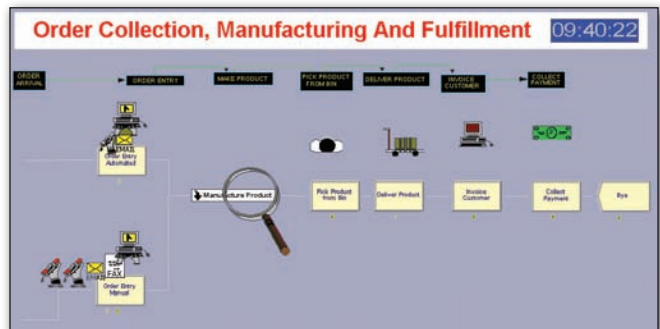 Order Collection, Manufacturing And Fulfillment
09:40:22
ORDER
ARRIVAL
ORDER ENTRY
MAKE PRODUCT
PICK PRODUCT
FROM BIN
DELIVER PRODUCT
INVOICE
CUSTOMER
COLLECT
PAYMENT
EMAIL
Order Entry
Automated
Manufacture Product
Pick Product
from Bin
Deliver Product
Invoice
Customer
Collect
Payment
Bye
FAX
Order Entry
Manual